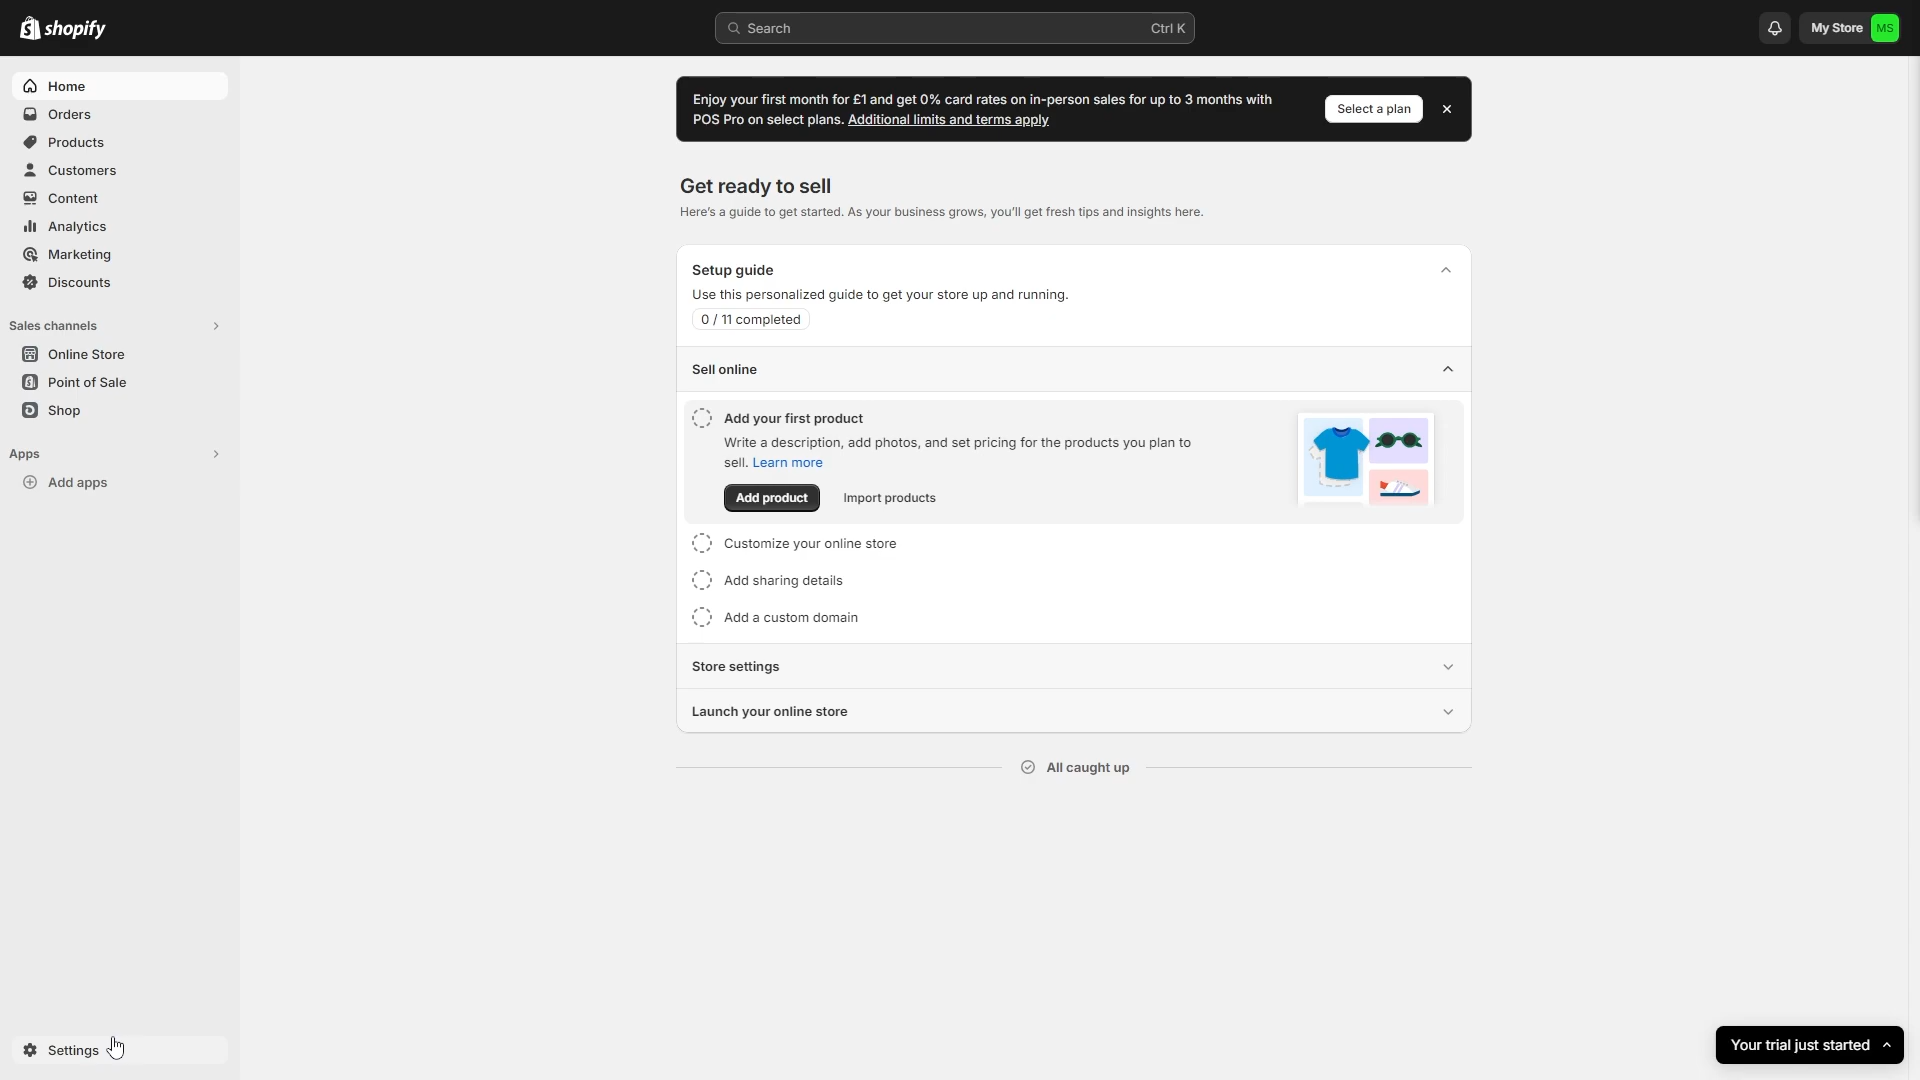 shopify
Search
Ctrl K
My Store
MS
Home
Orders
Products
Customers
Content
Analytics
Marketing
Discounts
Sales channels
Online Store
Point of Sale
Shop
Apps
Add apps
Settings
Enjoy your first month for £1 and get 0% card rates on in-person sales for up to 3 months with
POS Pro on select plans. Additional limits and terms apply
Select a plan
Get ready to sell
Here's a guide to get started. As your business grows, you'll get fresh tips and insights here.
Setup guide
Use this personalized guide to get your store up and running.
0 / 11 completed
Sell online
Add your first product
Write a description, add photos, and set pricing for the products you plan to
sell. Learn more
Add product
Import products
Customize your online store
Add sharing details
Add a custom domain
Store settings
Launch your online store
All caught up
Your trial just started